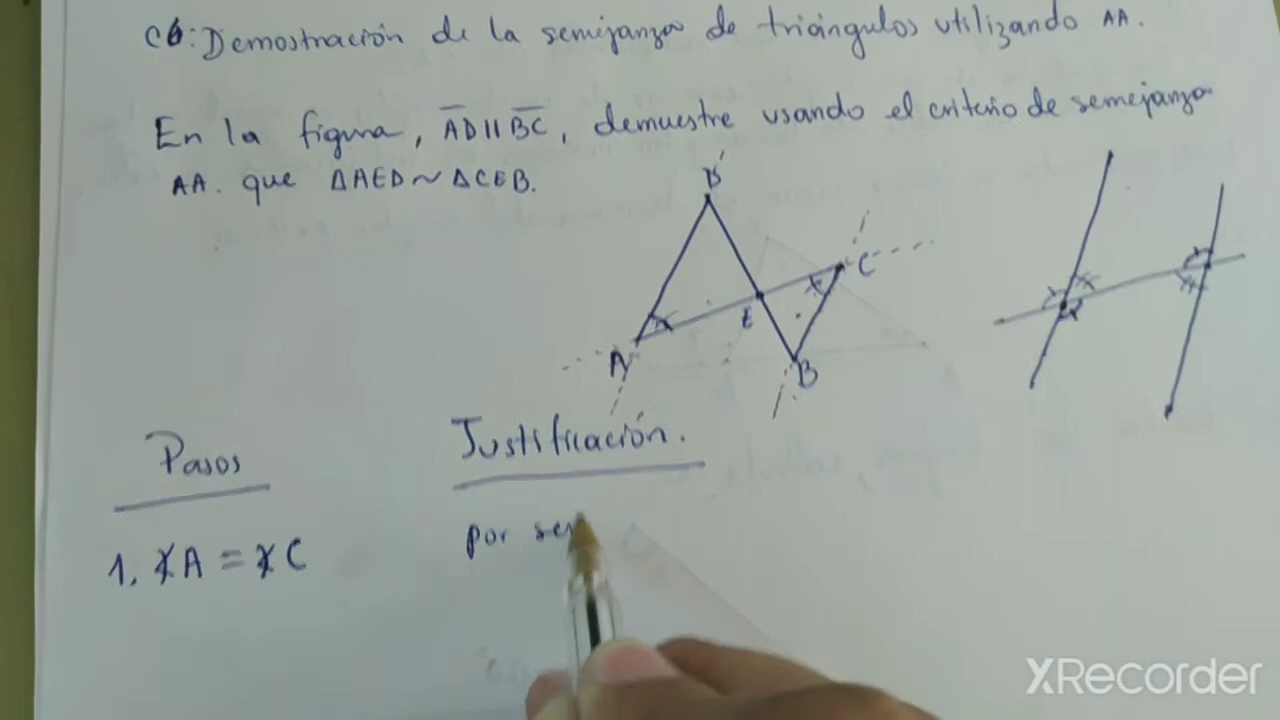 C6: Demostración de la semejanza de triángulos utilizando AA.
En la figura, AD∥BC, demuestre usando el criterio de semejanza
AA. que ΔAED ~ ΔCEB.
D
C
E
A
B
Pasos
Justificación.
1. ∡A = ∡C
por ser
XRecorder